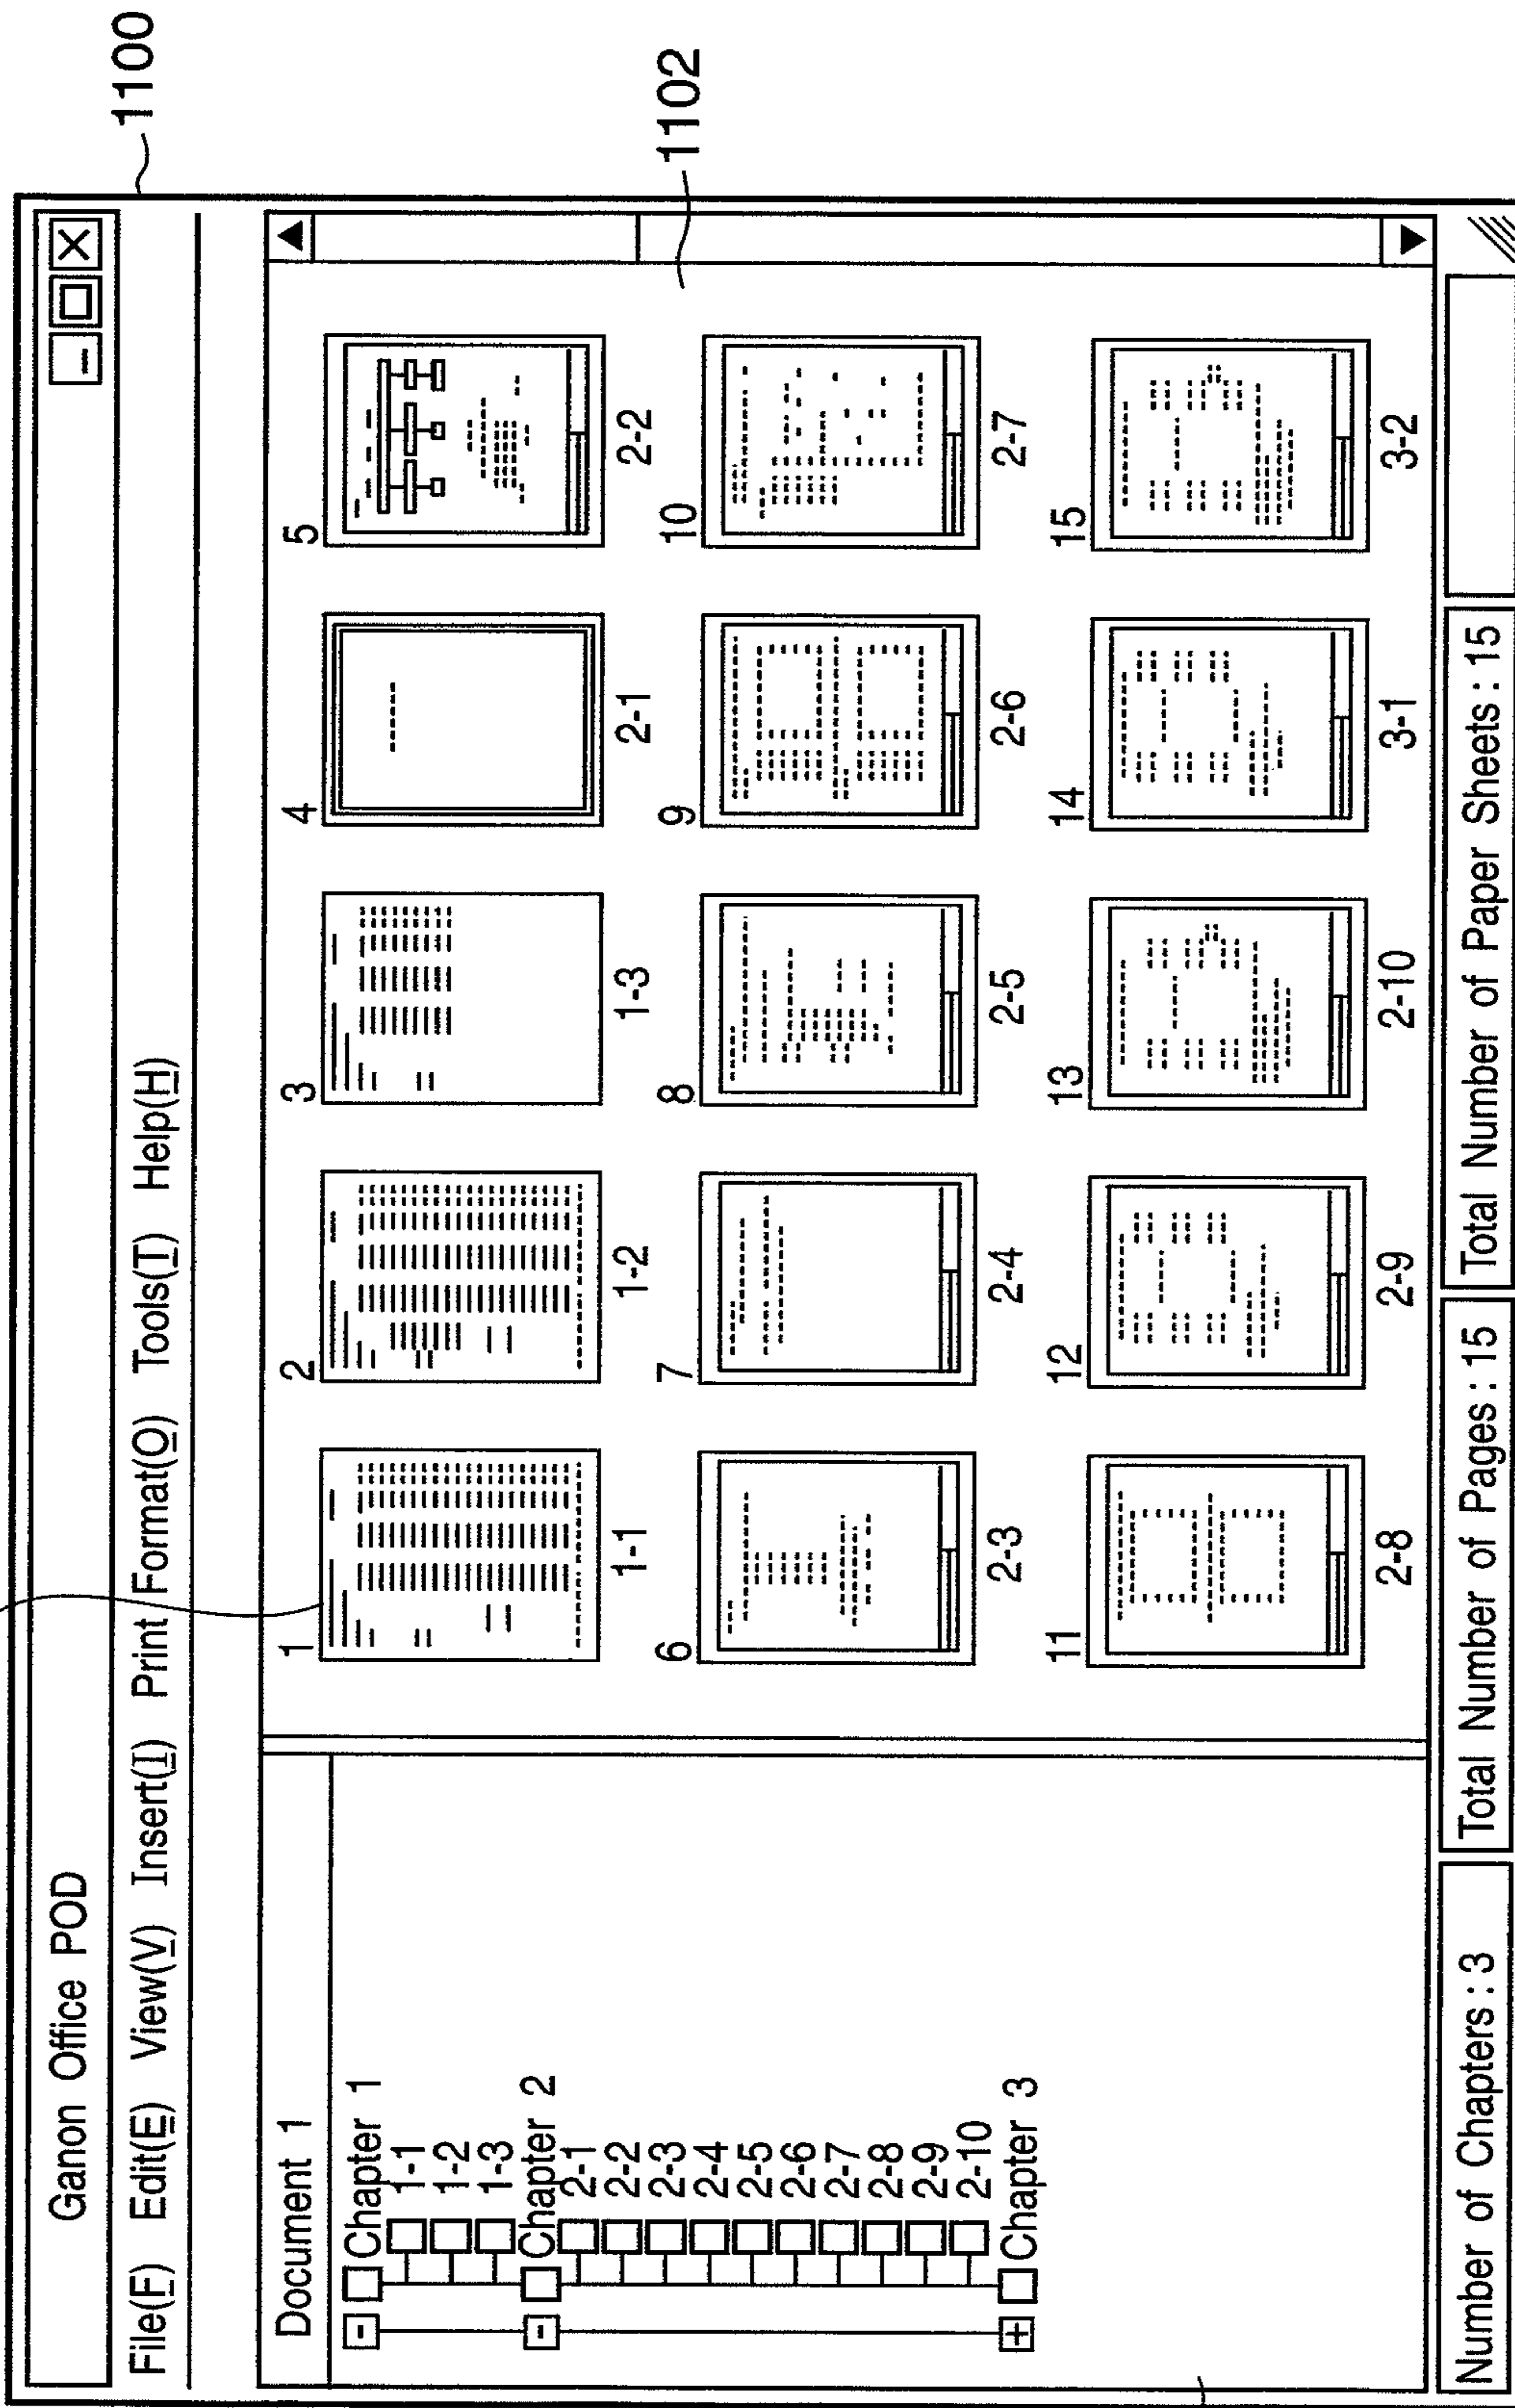 1100
Ganon Office POD
File(F) Edit(E) View(V) Insert(I) Print Format(O) Tools(T) Help(H)
1102
Document 1
Chapter 1
1-1
1-2
1-3
Chapter 2
2-1
2-2
2-3
2-4
2-5
2-6
2-7
2-8
2-9
2-10
Chapter 3
1 2 3 4 5
1-1 1-2 1-3 2-1 2-2
6 7 8 9 10
2-3 2-4 2-5 2-6 2-7
11 12 13 14 15
2-8 2-9 2-10 3-1 3-2
Number of Chapters : 3 Total Number of Pages : 15 Total Number of Paper Sheets : 15